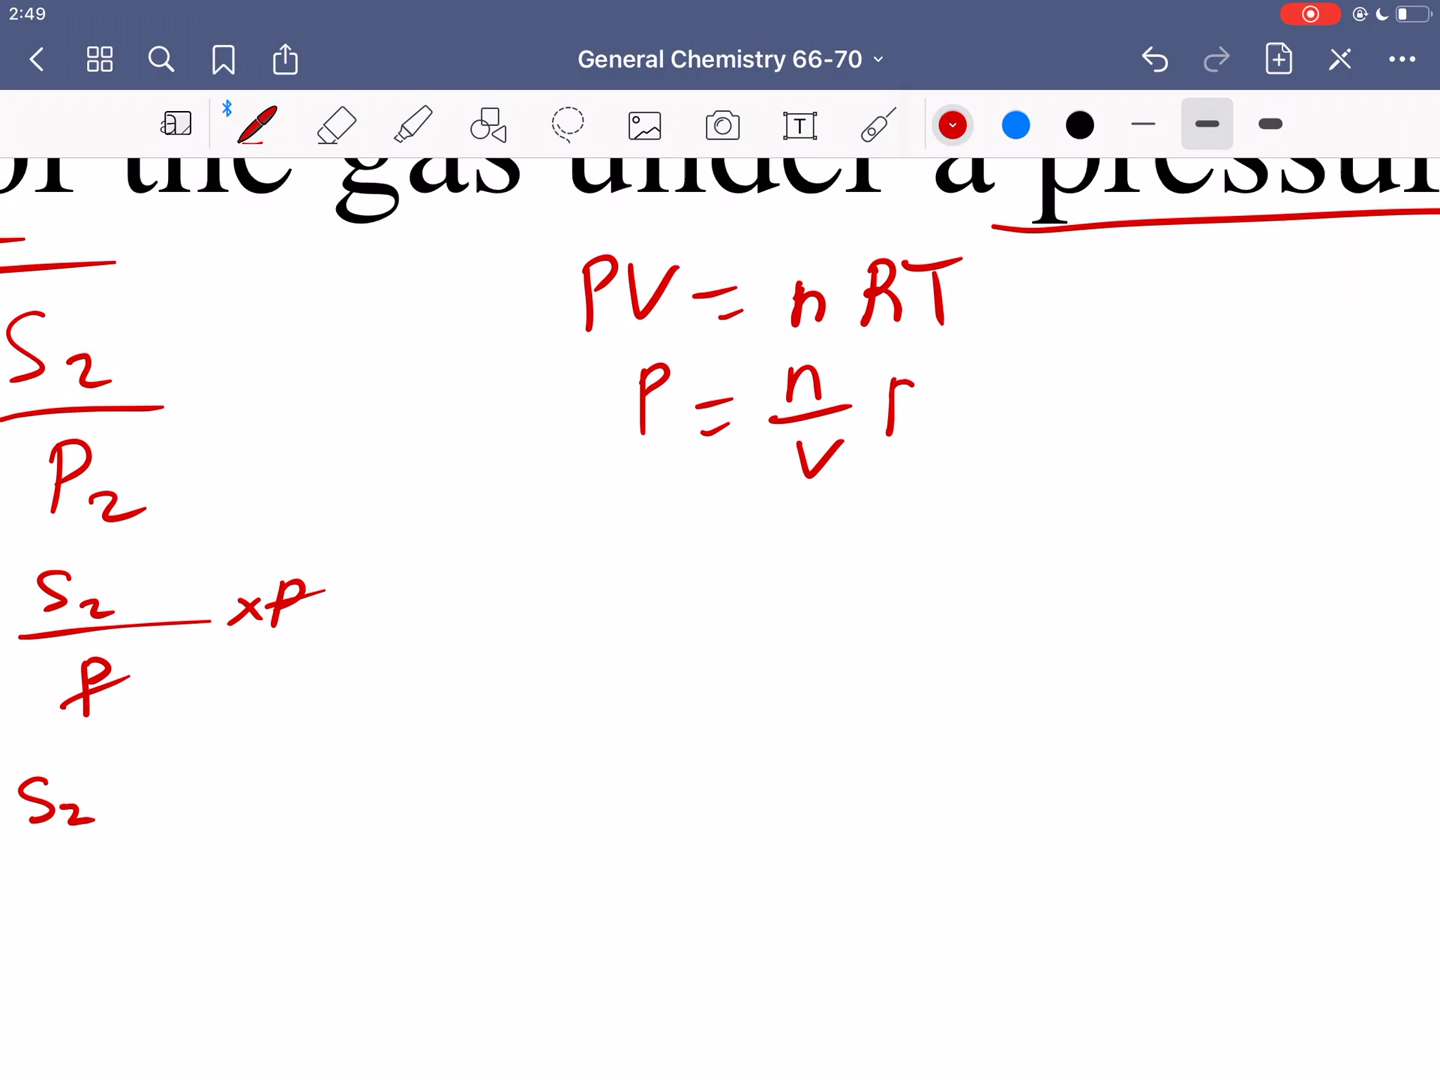 2:49
General Chemistry 66-70
T
of the gas under a pressur
PV = nRT
S2
P = n/V r
P2
S2 xP
P
S2